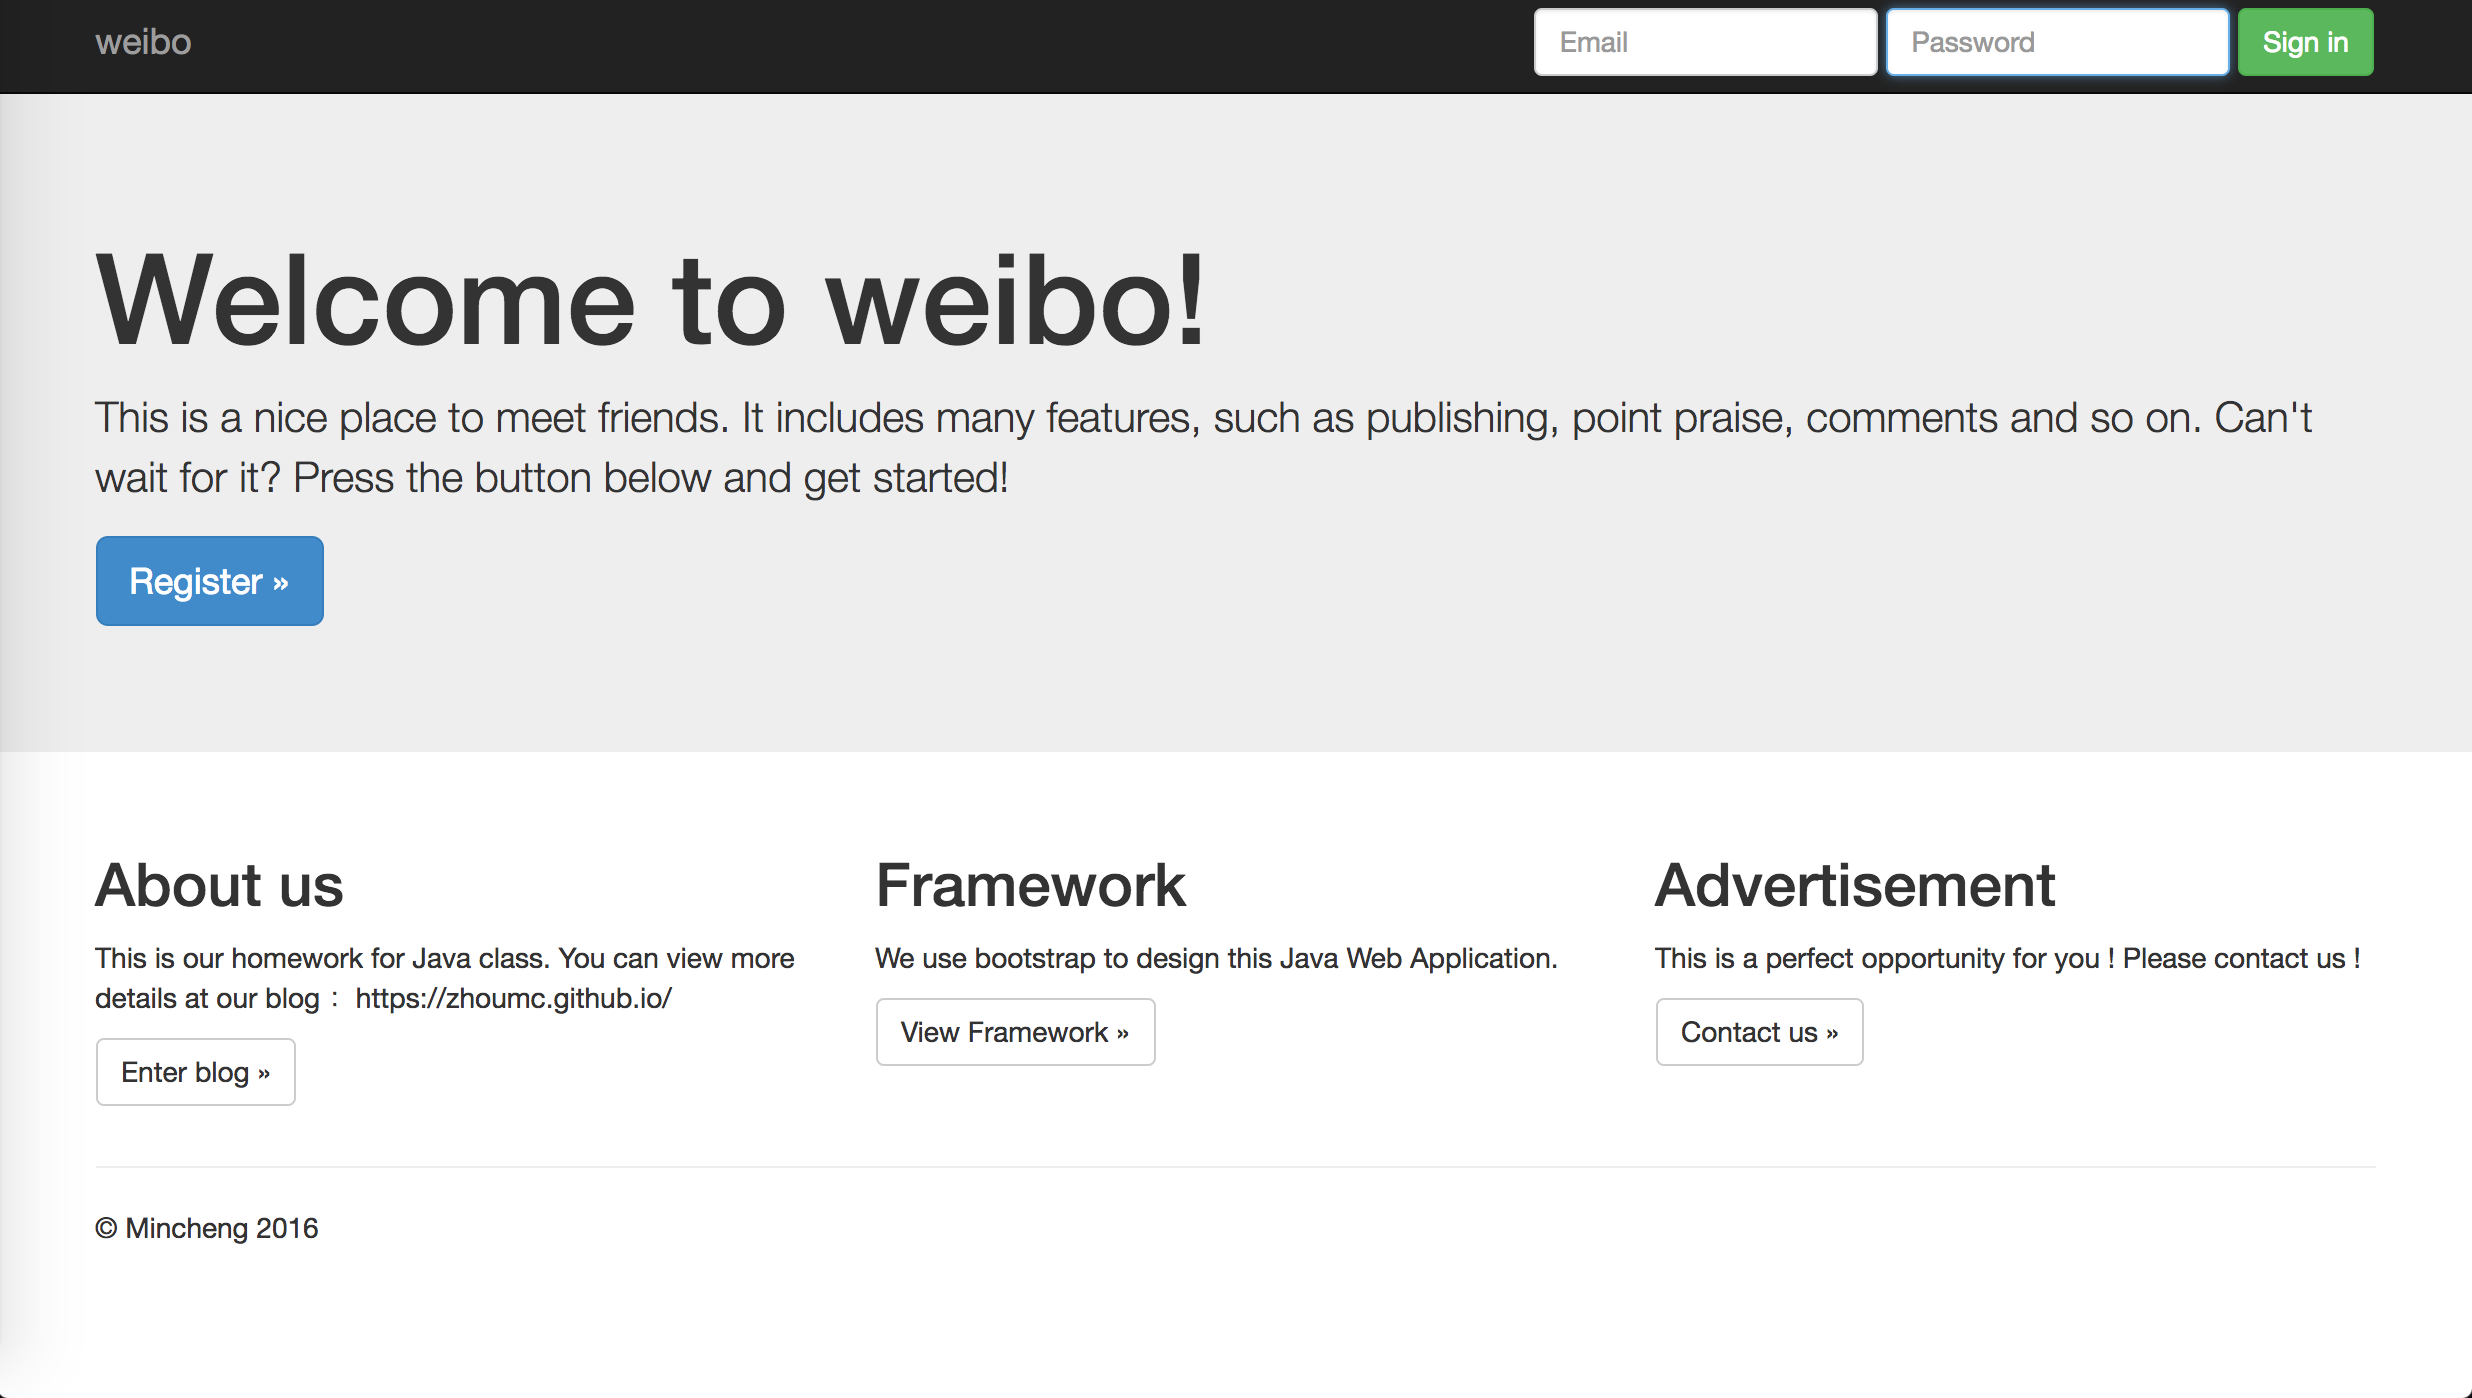 weibo
Email
Password
Sign in
Welcome to weibo!
This is a nice place to meet friends. It includes many features, such as publishing, point praise, comments and so on. Can't
wait for it? Press the button below and get started!
Register »
About us
This is our homework for Java class. You can view more
details at our blog： https://zhoumc.github.io/
Enter blog »
Framework
We use bootstrap to design this Java Web Application.
View Framework »
Advertisement
This is a perfect opportunity for you ! Please contact us !
Contact us »
© Mincheng 2016